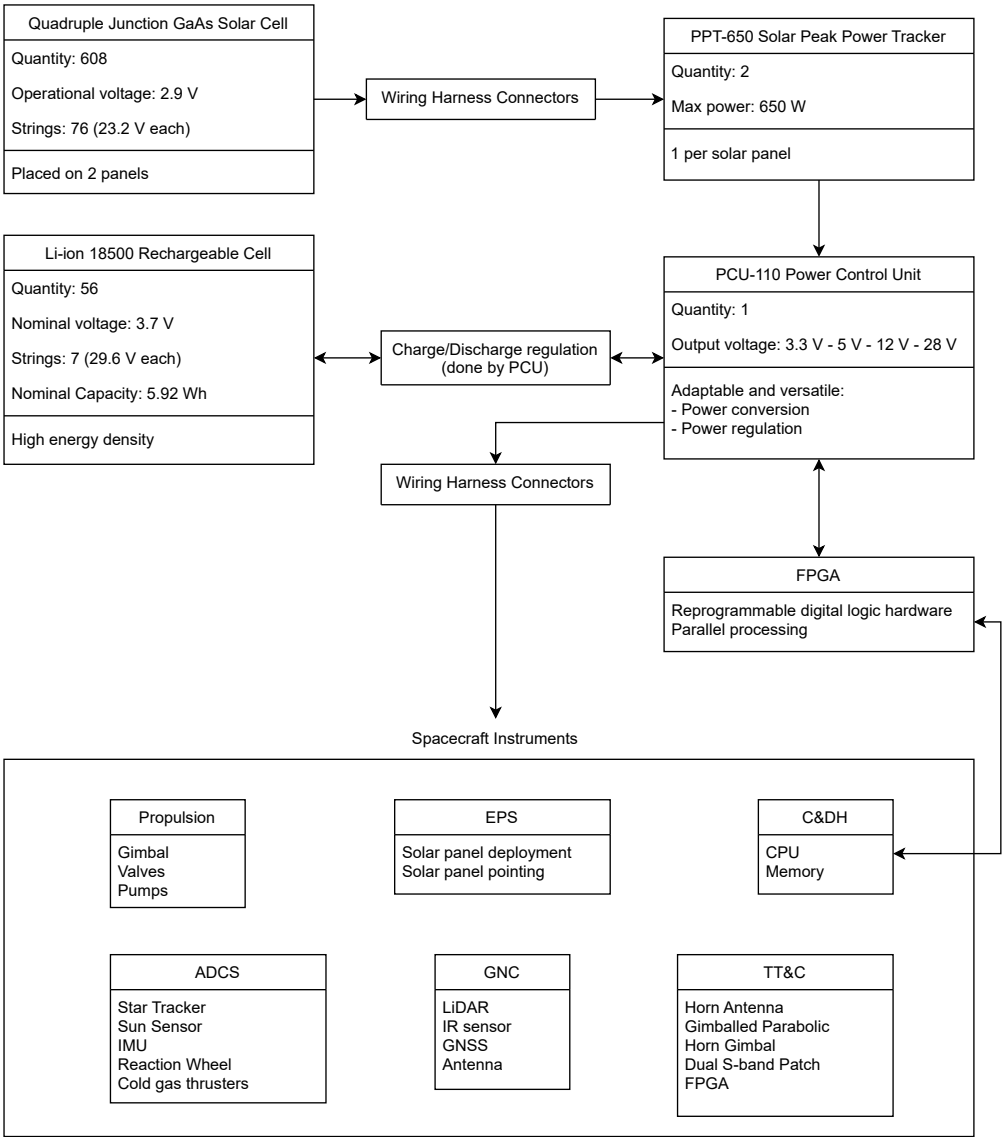 Quadruple Junction GaAs Solar Cell
Quantity: 608
Operational voltage: 2.9 V
Strings: 76 (23.2 V each)
Placed on 2 panels
Wiring Harness Connectors
PPT-650 Solar Peak Power Tracker
Quantity: 2
Max power: 650 W
1 per solar panel
Li-ion 18500 Rechargeable Cell
Quantity: 56
Nominal voltage: 3.7 V
Strings: 7 (29.6 V each)
Nominal Capacity: 5.92 Wh
High energy density
Charge/Discharge regulation
(done by PCU)
PCU-110 Power Control Unit
Quantity: 1
Output voltage: 3.3 V - 5 V - 12 V - 28 V
Adaptable and versatile:
- Power conversion
- Power regulation
Wiring Harness Connectors
FPGA
Reprogrammable digital logic hardware
Parallel processing
Spacecraft Instruments
Propulsion
Gimbal
Valves
Pumps
EPS
Solar panel deployment
Solar panel pointing
C&DH
CPU
Memory
ADCS
Star Tracker
Sun Sensor
IMU
Reaction Wheel
Cold gas thrusters
GNC
LiDAR
IR sensor
GNSS
Antenna
TT&C
Horn Antenna
Gimballed Parabolic
Horn Gimbal
Dual S-band Patch
FPGA